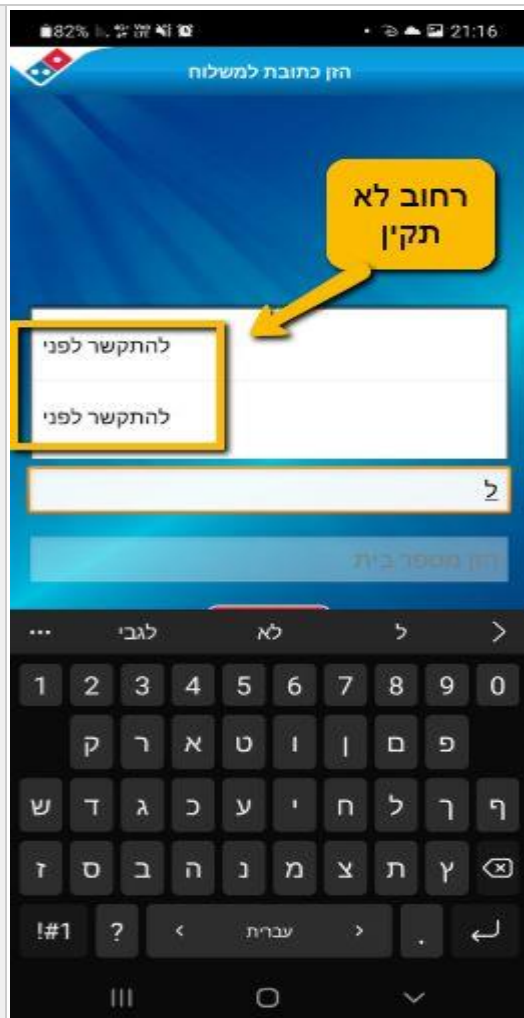 82% 21:16
הזן כתובת למשלוח
רחוב לא
תקין
להתקשר לפני
להתקשר לפני
ל
הזן מספר בית
... לגבי לא ל
1 2 3 4 5 6 7 8 9 0
ק ר א ט ו ן ם פ
ש ד ג כ ע י ח ל ך ף
ז ס ב ה נ מ צ ת ץ
!#1 ? עברית .